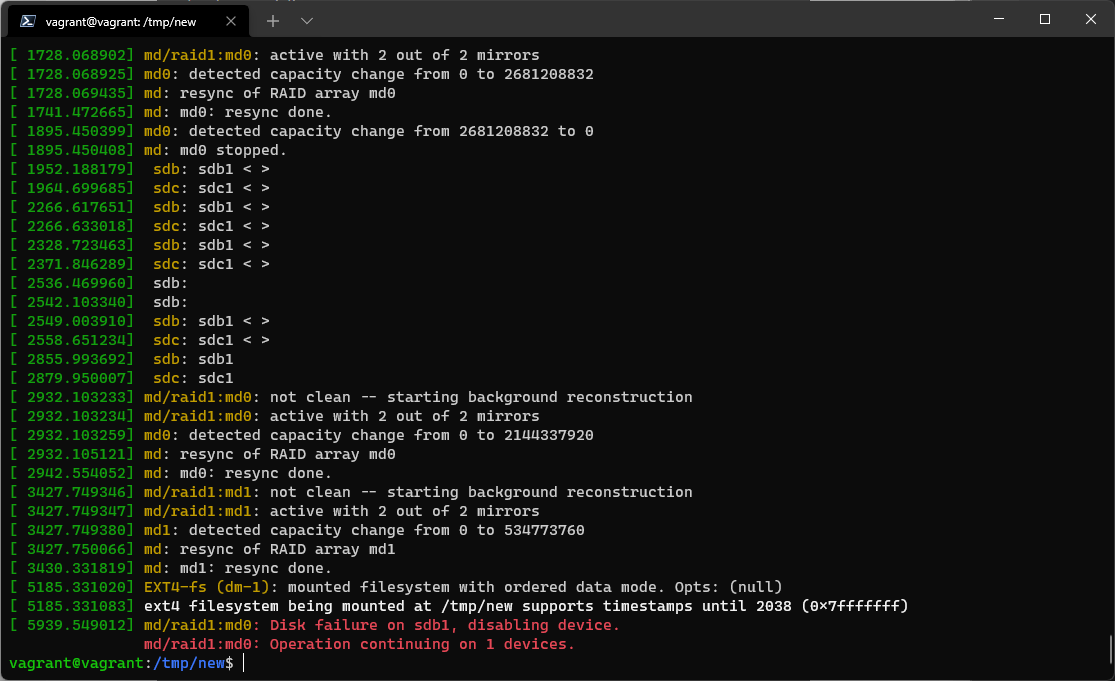 vagrant@vagrant: /tmp/new
[ 1728.068902] md/raid1:md0: active with 2 out of 2 mirrors
[ 1728.068925] md0: detected capacity change from 0 to 2681208832
[ 1728.069435] md: resync of RAID array md0
[ 1741.472665] md: md0: resync done.
[ 1895.450399] md0: detected capacity change from 2681208832 to 0
[ 1895.450408] md: md0 stopped.
[ 1952.188179]  sdb: sdb1 < >
[ 1964.699685]  sdc: sdc1 < >
[ 2266.617651]  sdb: sdb1 < >
[ 2266.633018]  sdc: sdc1 < >
[ 2328.723463]  sdb: sdb1 < >
[ 2371.846289]  sdc: sdc1 < >
[ 2536.469960]  sdb:
[ 2542.103340]  sdb:
[ 2549.003910]  sdb: sdb1 < >
[ 2558.651234]  sdc: sdc1 < >
[ 2855.993692]  sdb: sdb1
[ 2879.950007]  sdc: sdc1
[ 2932.103233] md/raid1:md0: not clean -- starting background reconstruction
[ 2932.103234] md/raid1:md0: active with 2 out of 2 mirrors
[ 2932.103259] md0: detected capacity change from 0 to 2144337920
[ 2932.105121] md: resync of RAID array md0
[ 2942.554052] md: md0: resync done.
[ 3427.749346] md/raid1:md1: not clean -- starting background reconstruction
[ 3427.749347] md/raid1:md1: active with 2 out of 2 mirrors
[ 3427.749380] md1: detected capacity change from 0 to 534773760
[ 3427.750066] md: resync of RAID array md1
[ 3430.331819] md: md1: resync done.
[ 5185.331020] EXT4-fs (dm-1): mounted filesystem with ordered data mode. Opts: (null)
[ 5185.331083] ext4 filesystem being mounted at /tmp/new supports timestamps until 2038 (0x7fffffff)
[ 5939.549012] md/raid1:md0: Disk failure on sdb1, disabling device.
md/raid1:md0: Operation continuing on 1 devices.
vagrant@vagrant:/tmp/new$